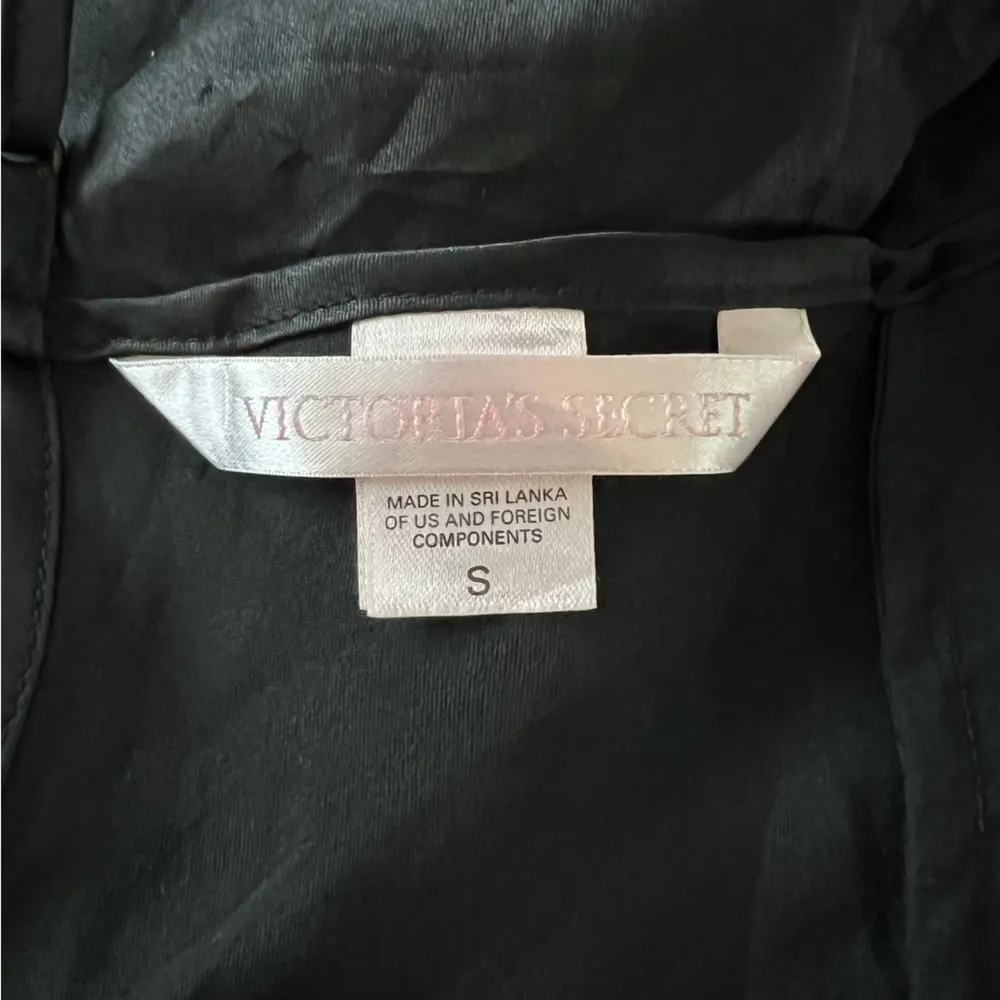 VICTORIA'S SECRET
MADE IN SRI LANKA
OF US AND FOREIGN
COMPONENTS
S